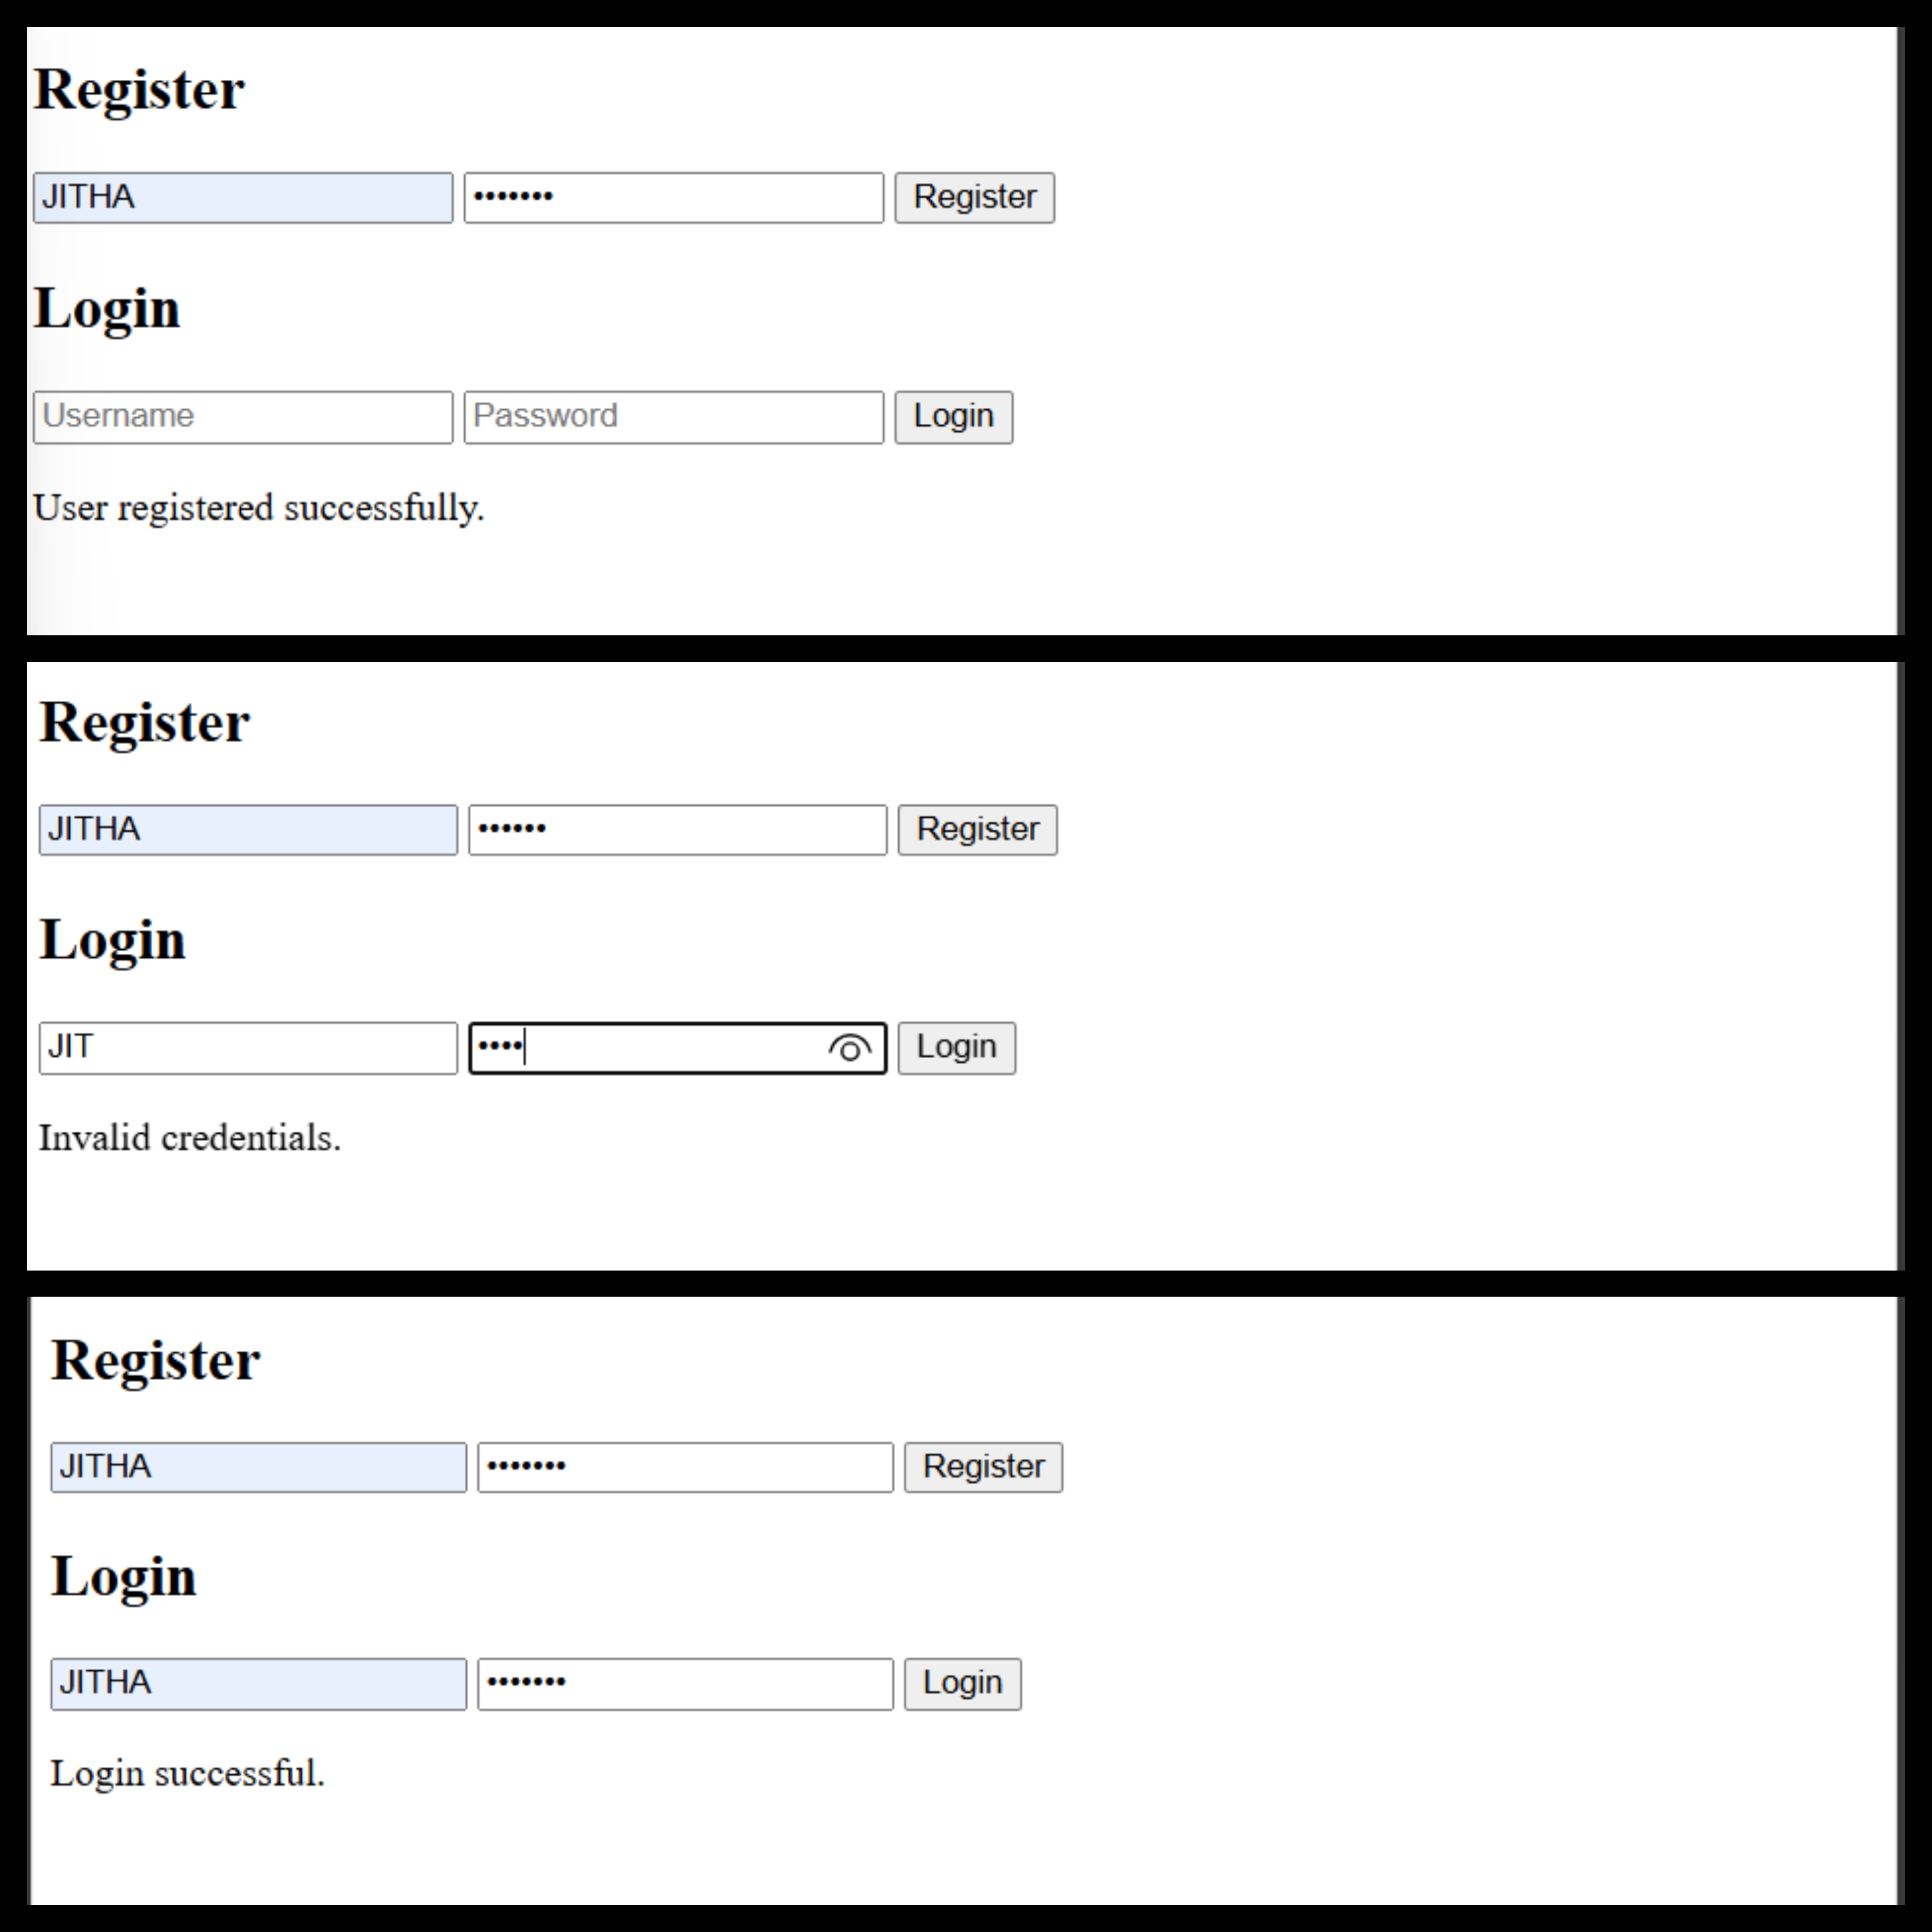 Register
JITHA ••••••• Register
Login
Username Password Login
User registered successfully.
Register
JITHA •••••• Register
Login
JIT •••• Login
Invalid credentials.
Register
JITHA ••••••• Register
Login
JITHA ••••••• Login
Login successful.